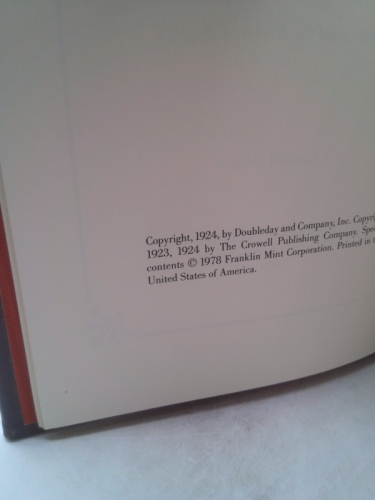 Copyright, 1924, by Doubleday and Company, Inc.
1923, 1924 by The Crowell Publishing Company.
contents © 1978 Franklin Mint Corporation. Printed in
United States of America.